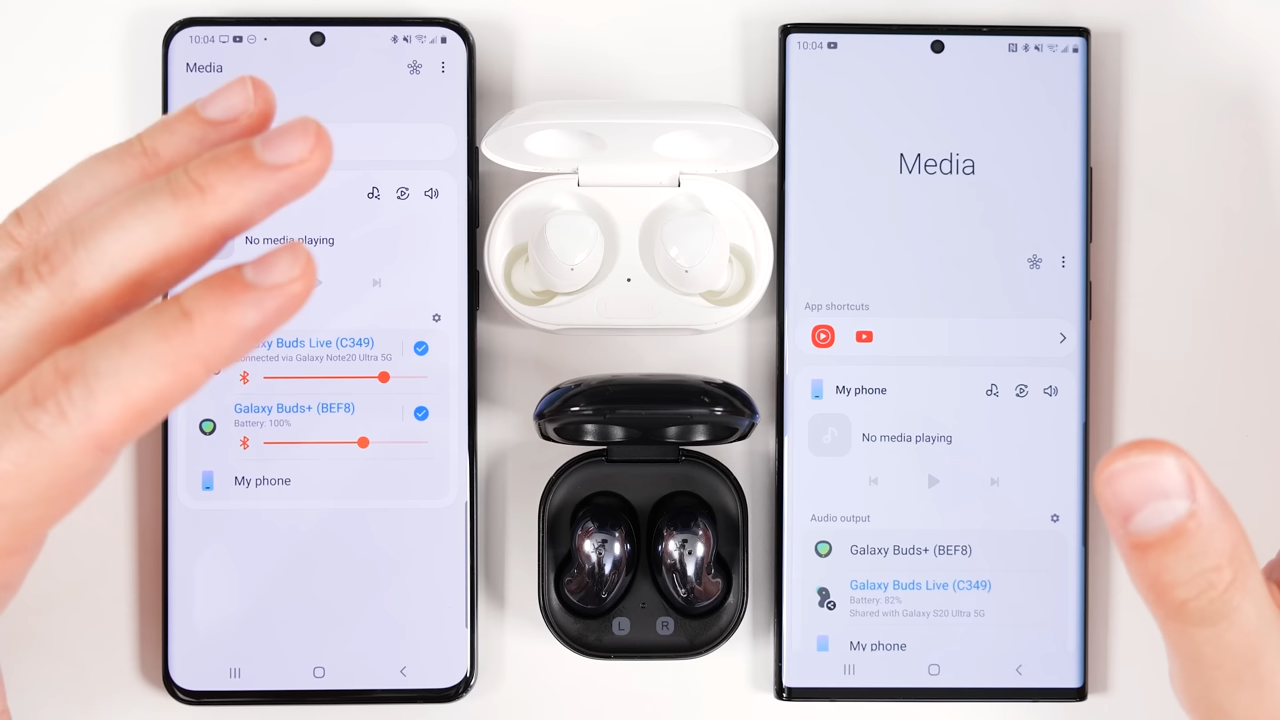 10:04
Media
No media playing
xy Buds Live (C349)
onnected via Galaxy Note20 Ultra 5G
Galaxy Buds+ (BEF8)
Battery: 100%
My phone
L R
10:04
Media
App shortcuts
My phone
No media playing
Audio output
Galaxy Buds+ (BEF8)
Galaxy Buds Live (C349)
Battery: 82%
Shared with Galaxy S20 Ultra 5G
My phone